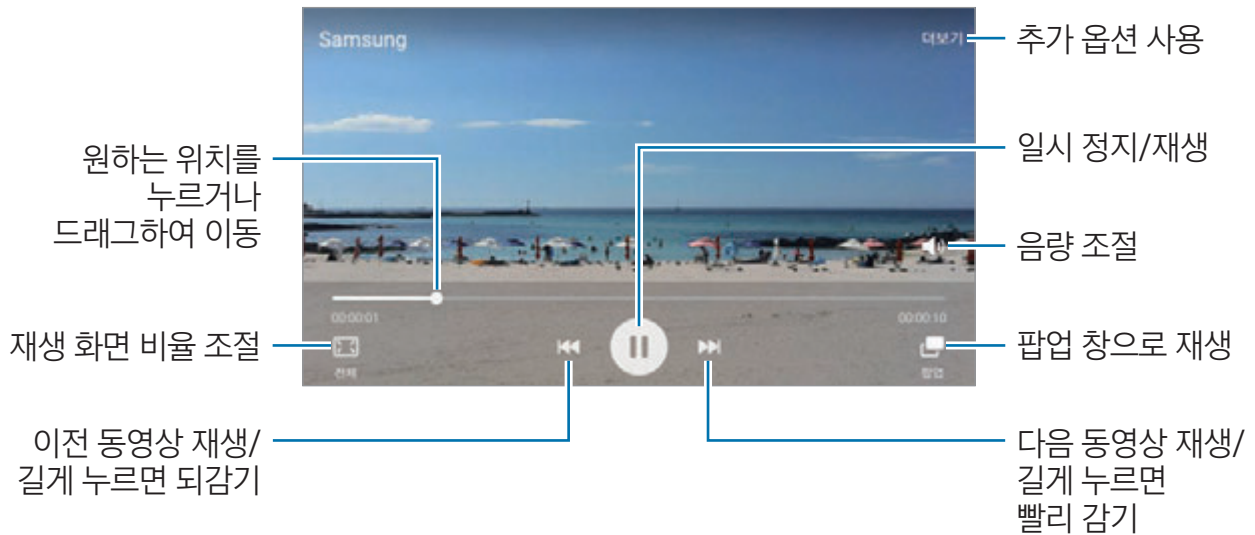 Samsung
더보기
추가 옵션 사용
원하는 위치를
누르거나
드래그하여 이동
일시 정지/재생
음량 조절
00:00:01
00:00:10
재생 화면 비율 조절
전체
팝업
팝업 창으로 재생
이전 동영상 재생/
길게 누르면 되감기
다음 동영상 재생/
길게 누르면
빨리 감기